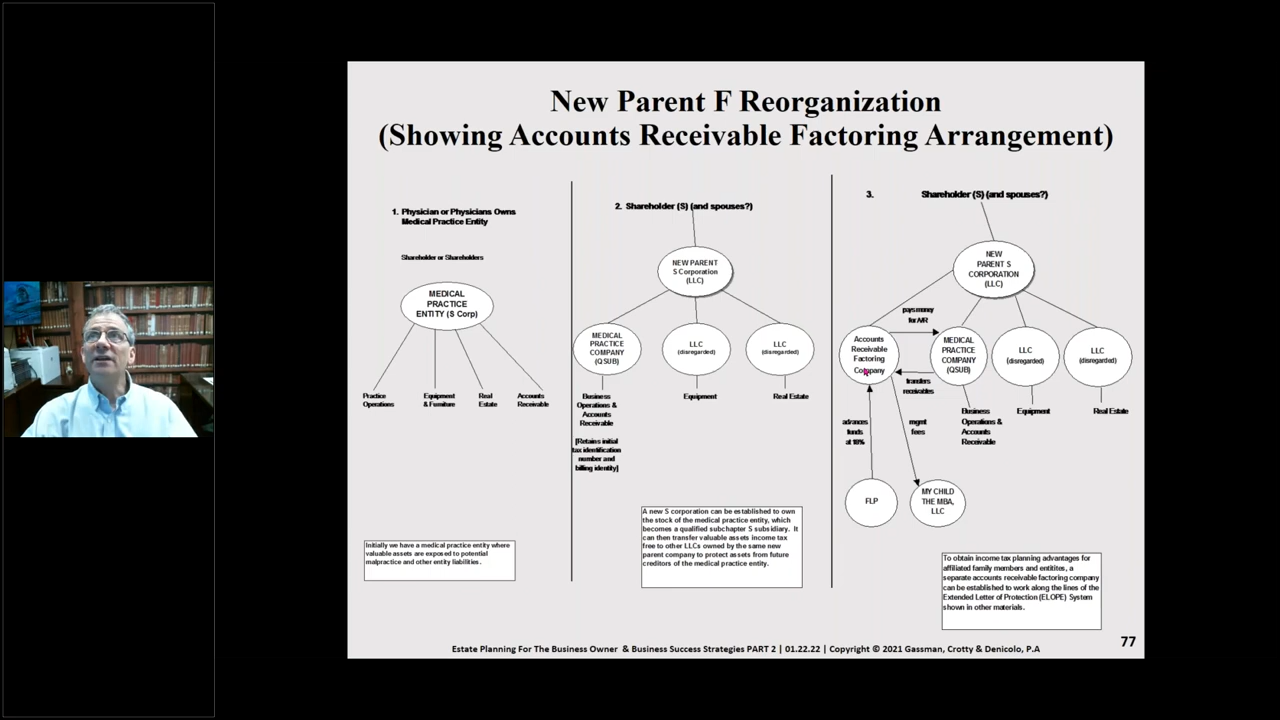 New Parent F Reorganization
(Showing Accounts Receivable Factoring Arrangement)
1. Physician or Physicians Owns
Medical Practice Entity
Shareholder or Shareholders
MEDICAL
PRACTICE
ENTITY (S Corp)
Practice
Operations
Equipment
& Furniture
Real
Estate
Accounts
Receivable
Initially we have a medical practice entity where
valuable assets are exposed to potential
malpractice and other entity liabilities.
2. Shareholder (S) (and spouses?)
NEW PARENT
S Corporation
(LLC)
MEDICAL
PRACTICE
COMPANY
(QSUB)
LLC
(disregarded)
LLC
(disregarded)
Business
Operations &
Accounts
Receivable
[Retains initial
tax identification
number and
billing identity]
Equipment
Real Estate
A new S corporation can be established to own
the stock of the medical practice entity, which
becomes a qualified subchapter S subsidiary. It
can then transfer valuable assets income tax
free to other LLCs owned by the same new
parent company to protect assets from future
creditors of the medical practice entity.
3. Shareholder (S) (and spouses?)
NEW
PARENT S
CORPORATION
(LLC)
pays money
for A/R
Accounts
Receivable
Factoring
Company
MEDICAL
PRACTICE
COMPANY
(QSUB)
LLC
(disregarded)
LLC
(disregarded)
transfers
receivables
advances
funds
at 18%
mgmt
fees
Business
Operations &
Accounts
Receivable
Equipment
Real Estate
FLP
MY CHILD
THE MBA,
LLC
To obtain income tax planning advantages for
affiliated family members and entitites, a
separate accounts receivable factoring company
can be established to work along the lines of the
Extended Letter of Protection (ELOPE) System
shown in other materials.
77
Estate Planning For The Business Owner & Business Success Strategies PART 2 | 01.22.22 | Copyright © 2021 Gassman, Crotty & Denicolo, P.A